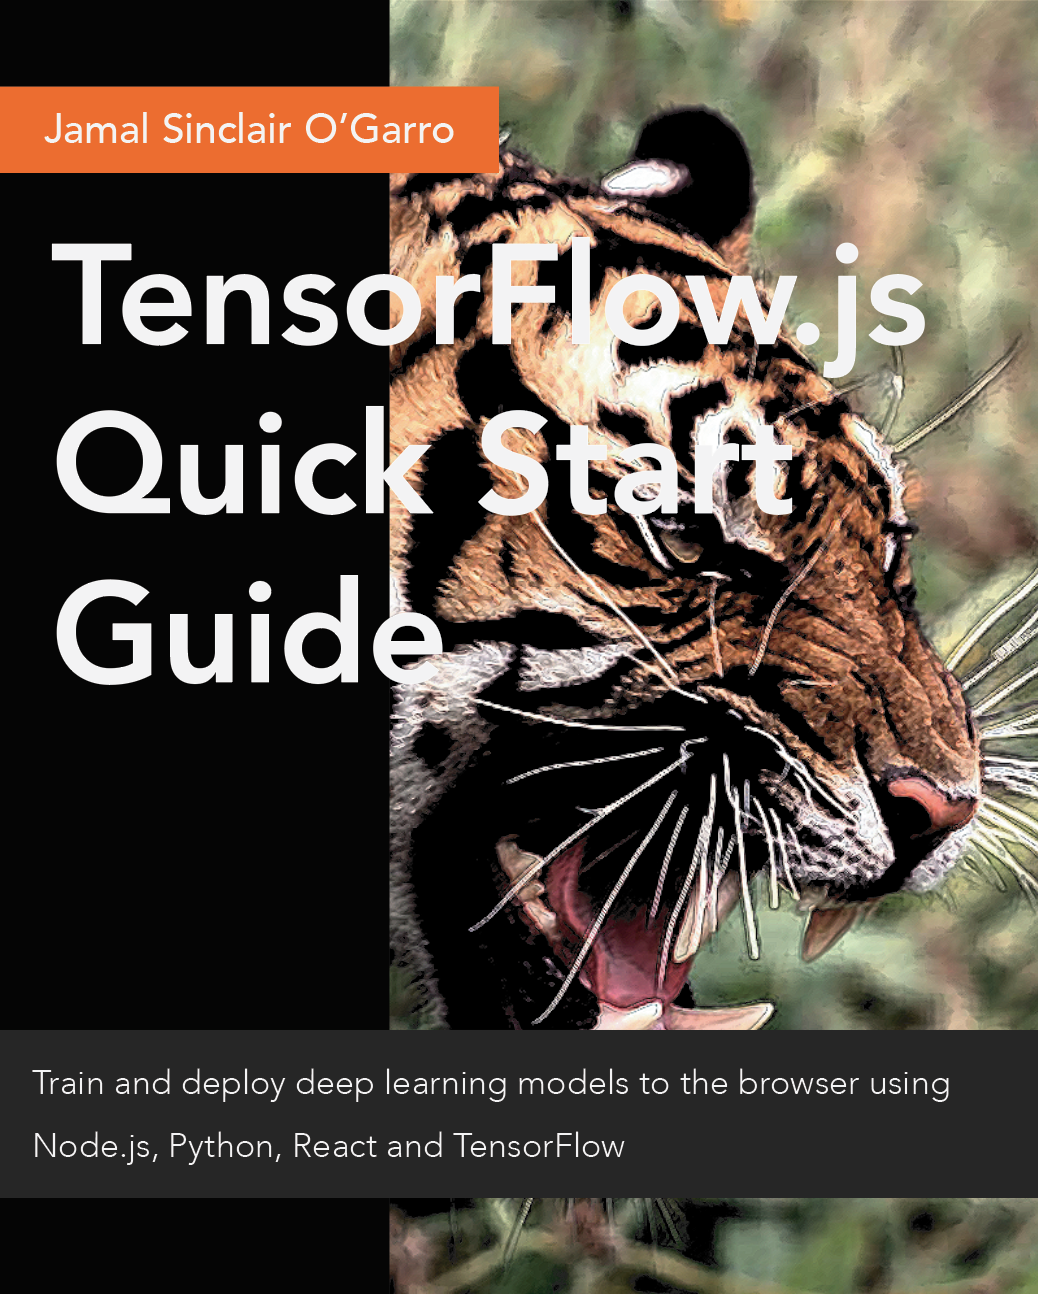 Jamal Sinclair O’Garro
TensorFlow.js
Quick Start
Guide
Train and deploy deep learning models to the browser using
Node.js, Python, React and TensorFlow